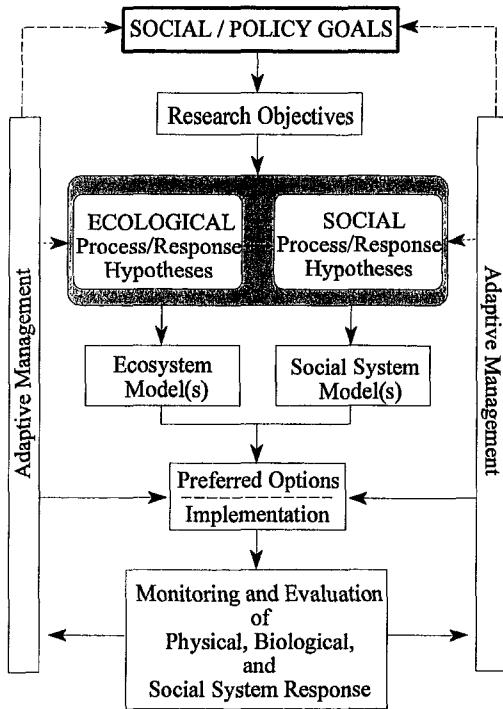 SOCIAL / POLICY GOALS
Research Objectives
ECOLOGICAL
Process/Response
Hypotheses
SOCIAL
Process/Response
Hypotheses
Ecosystem
Model(s)
Social System
Model(s)
Preferred Options
Implementation
Monitoring and Evaluation
of
Physical, Biological,
and
Social System Response
Adaptive Management
Adaptive Management